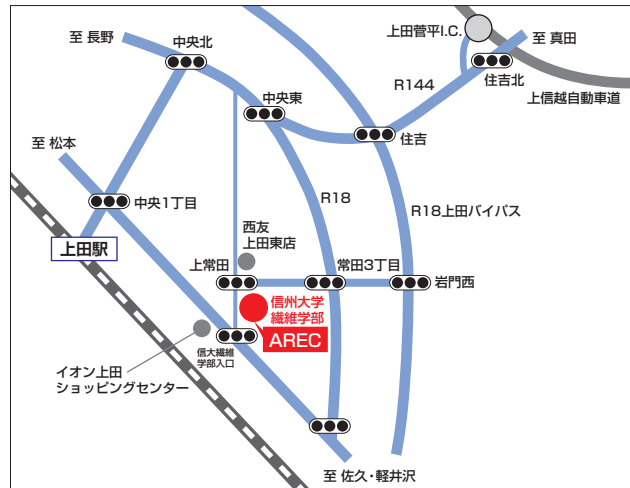 上田菅平I.C.
至 真田
至 長野
中央北
住吉北
R144
上信越自動車道
中央東
至 松本
住吉
中央1丁目
R18
R18上田バイパス
西友
上田東店
上田駅
上常田
常田3丁目
岩門西
信州大学
繊維学部
AREC
信大繊維
学部入口
イオン上田
ショッピングセンター
至 佐久・軽井沢